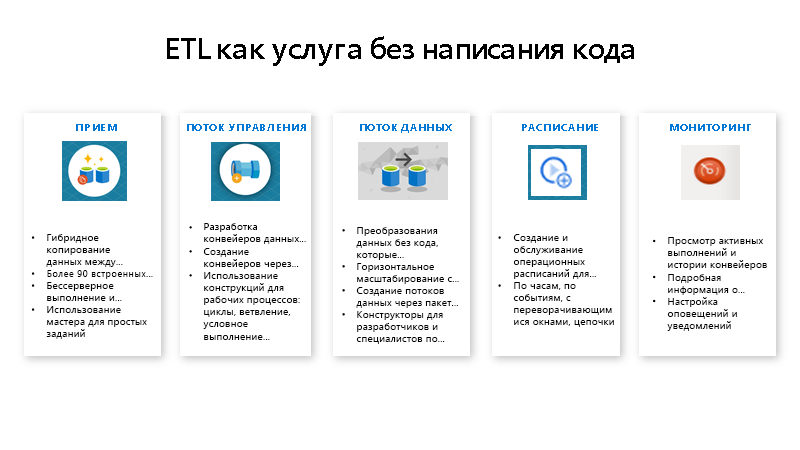 ETL как услуга без написания кода
ПРИЕМ
• Гибридное
копирование
данных между...
• Более 90 встроенных...
• Бессерверное
выполнение и...
• Использование
мастера для простых
заданий
ПОТОК УПРАВЛЕНИЯ
• Разработка
конвейеров данных...
• Создание
конвейеров через...
• Использование
конструкций для
рабочих процессов:
циклы, ветвление,
условное
выполнение...
ПОТОК ДАННЫХ
• Преобразования
данных без кода,
которые...
• Горизонтальное
масштабирование с...
• Создание потоков
данных через пакет...
• Конструкторы для
разработчиков и
специалистов по...
РАСПИСАНИЕ
• Создание и
обслуживание
операционных
расписаний для...
• По часам, по
событиям, с
переворачивающим
ися окнами, цепочки
МОНИТОРИНГ
• Просмотр активных
выполнений и
истории конвейеров
• Подробная
информация о...
• Настройка
оповещений и
уведомлений